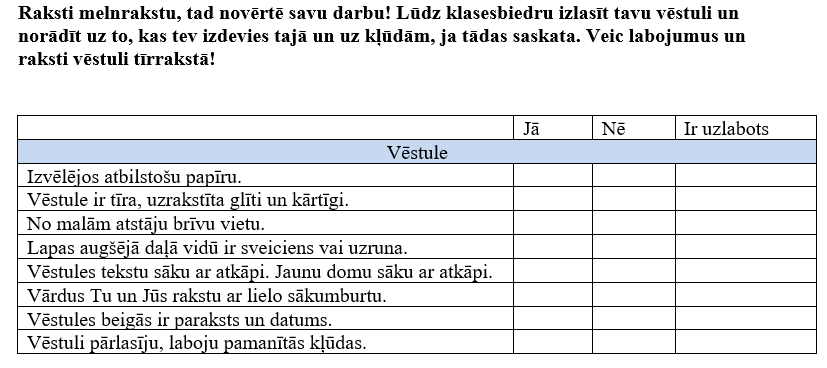 Raksti melnrakstu, tad novērtē savu darbu! Lūdz klasesbiedru izlasīt tavu vēstuli un
norādīt uz to, kas tev izdevies tajā un uz kļūdām, ja tādas saskata. Veic labojumus un
raksti vēstuli tīrrakstā!
Jā Nē Ir uzlabots
Vēstule
Izvēlējos atbilstošu papīru.
Vēstule ir tīra, uzrakstīta glīti un kārtīgi.
No malām atstāju brīvu vietu.
Lapas augšējā daļā vidū ir sveiciens vai uzruna.
Vēstules tekstu sāku ar atkāpi. Jaunu domu sāku ar atkāpi.
Vārdus Tu un Jūs rakstu ar lielo sākumburtu.
Vēstules beigās ir paraksts un datums.
Vēstuli pārlasīju, laboju pamanītās kļūdas.